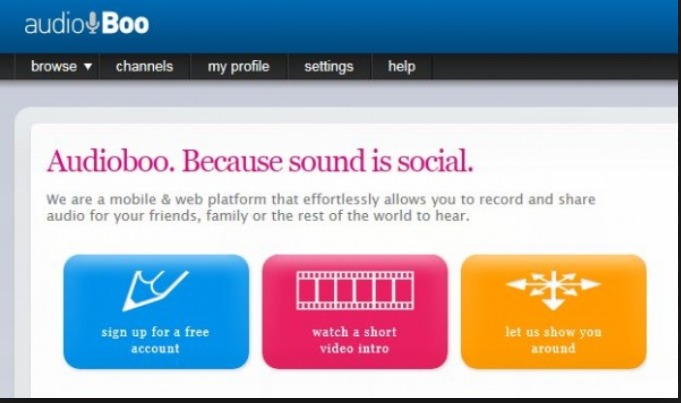 audioBoo
browse ▼ channels my profile settings help
Audioboo. Because sound is social.
We are a mobile & web platform that effortlessly allows you to record and share
audio for your friends, family or the rest of the world to hear.
sign up for a free
account
watch a short
video intro
let us show you
around